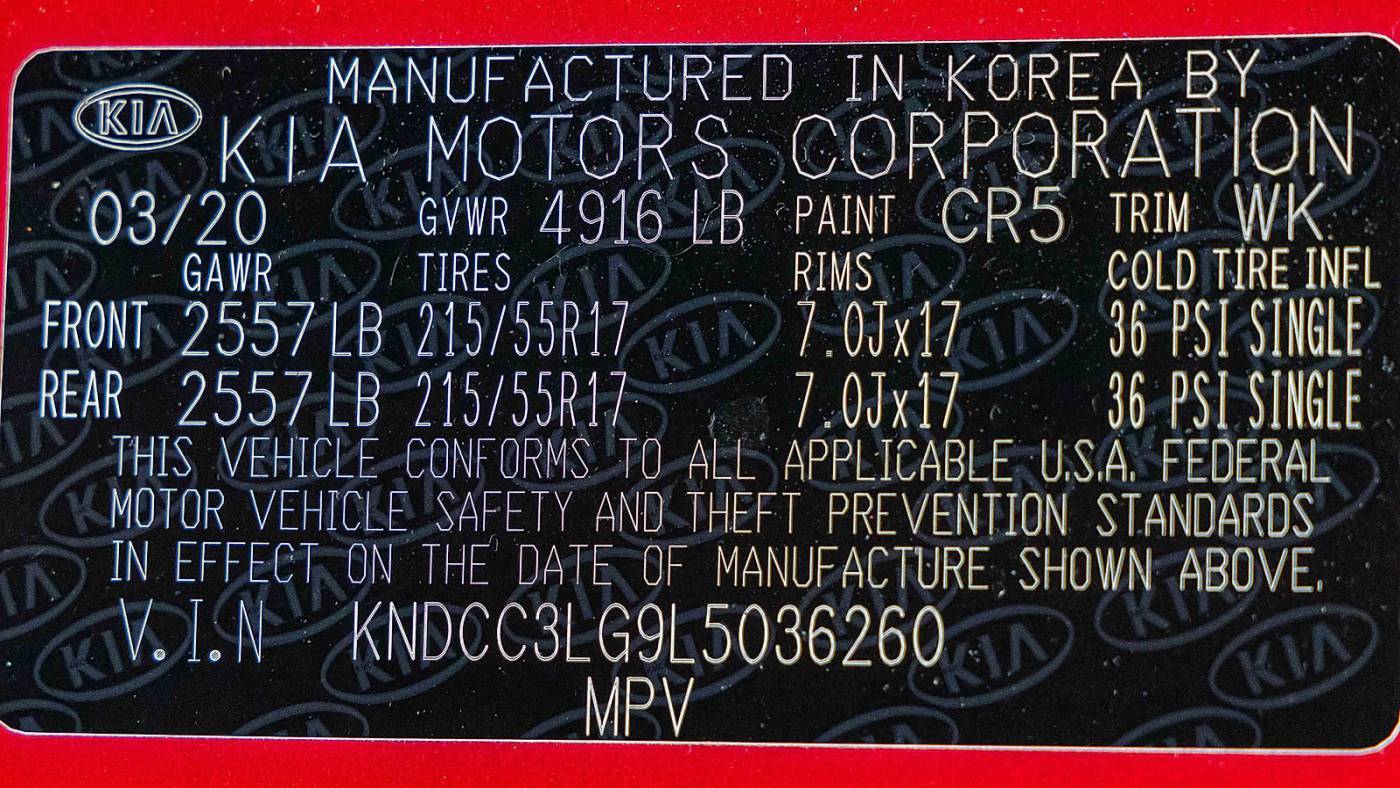 MANUFACTURED IN KOREA BY
KIA
KIA MOTORS CORPORATION
03/20 GVWR 4916 LB PAINT CR5 TRIM WK
GAWR TIRES RIMS COLD TIRE INFL
FRONT 2557 LB 215/55R17 7.0Jx17 36 PSI SINGLE
REAR 2557 LB 215/55R17 7.0Jx17 36 PSI SINGLE
THIS VEHICLE CONFORMS TO ALL APPLICABLE U.S.A. FEDERAL
MOTOR VEHICLE SAFETY AND THEFT PREVENTION STANDARDS
IN EFFECT ON THE DATE OF MANUFACTURE SHOWN ABOVE.
V.I.N KNDCC3LG9L5036260
MPV